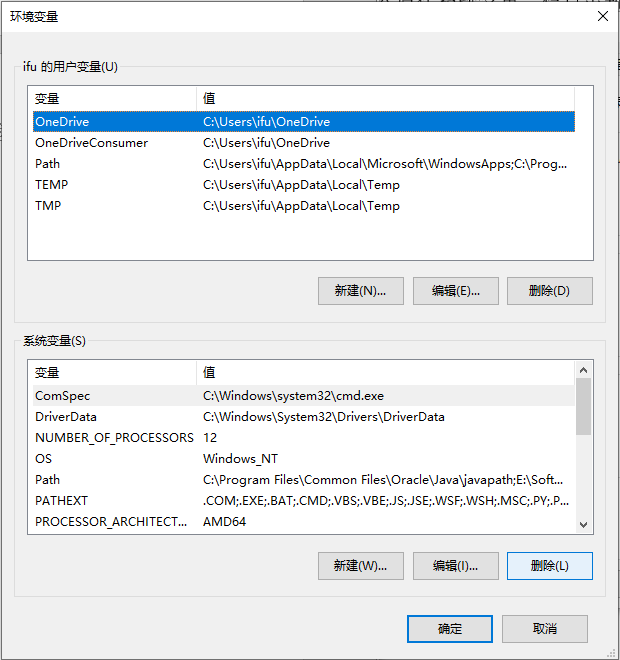 环境变量
ifu 的用户变量(U)
变量 值
OneDrive C:\Users\ifu\OneDrive
OneDriveConsumer C:\Users\ifu\OneDrive
Path C:\Users\ifu\AppData\Local\Microsoft\WindowsApps;C:\Prog...
TEMP C:\Users\ifu\AppData\Local\Temp
TMP C:\Users\ifu\AppData\Local\Temp
新建(N)... 编辑(E)... 删除(D)
系统变量(S)
变量 值
ComSpec C:\Windows\system32\cmd.exe
DriverData C:\Windows\System32\Drivers\DriverData
NUMBER_OF_PROCESSORS 12
OS Windows_NT
Path C:\Program Files\Common Files\Oracle\Java\javapath;E:\Soft...
PATHEXT .COM;.EXE;.BAT;.CMD;.VBS;.VBE;.JS;.JSE;.WSF;.WSH;.MSC;.PY;.P...
PROCESSOR_ARCHITECT... AMD64
新建(W)... 编辑(I)... 删除(L)
确定 取消